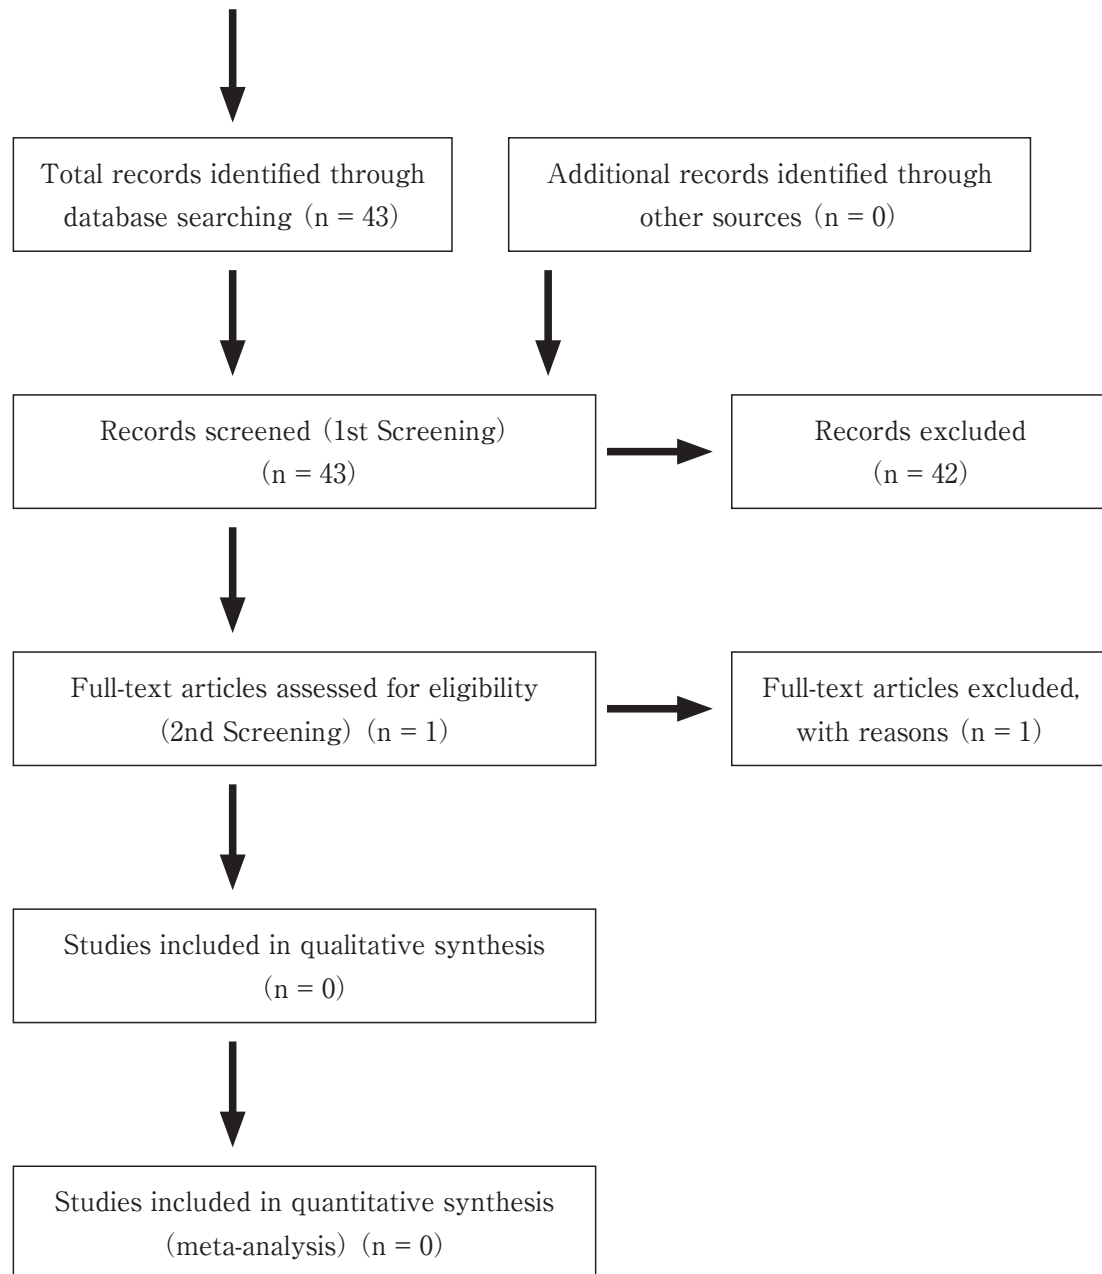 Total records identified through
database searching (n = 43)
Additional records identified through
other sources (n = 0)
Records screened (1st Screening)
(n = 43)
Records excluded
(n = 42)
Full-text articles assessed for eligibility
(2nd Screening) (n = 1)
Full-text articles excluded,
with reasons (n = 1)
Studies included in qualitative synthesis
(n = 0)
Studies included in quantitative synthesis
(meta-analysis) (n = 0)